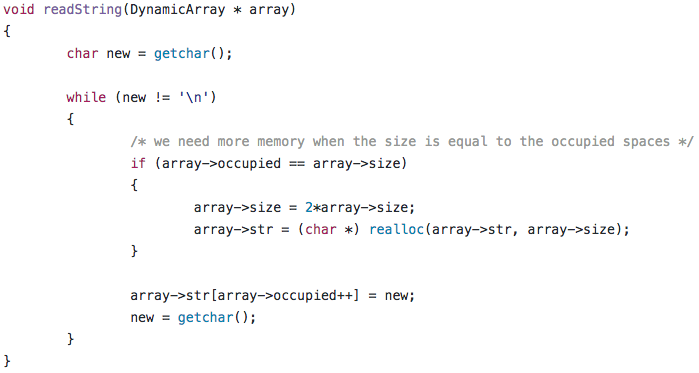 void readString(DynamicArray * array)
{
char new = getchar();
while (new != '\n')
{
/* we need more memory when the size is equal to the occupied spaces */
if (array->occupied == array->size)
{
array->size = 2*array->size;
array->str = (char *) realloc(array->str, array->size);
}
array->str[array->occupied++] = new;
new = getchar();
}
}